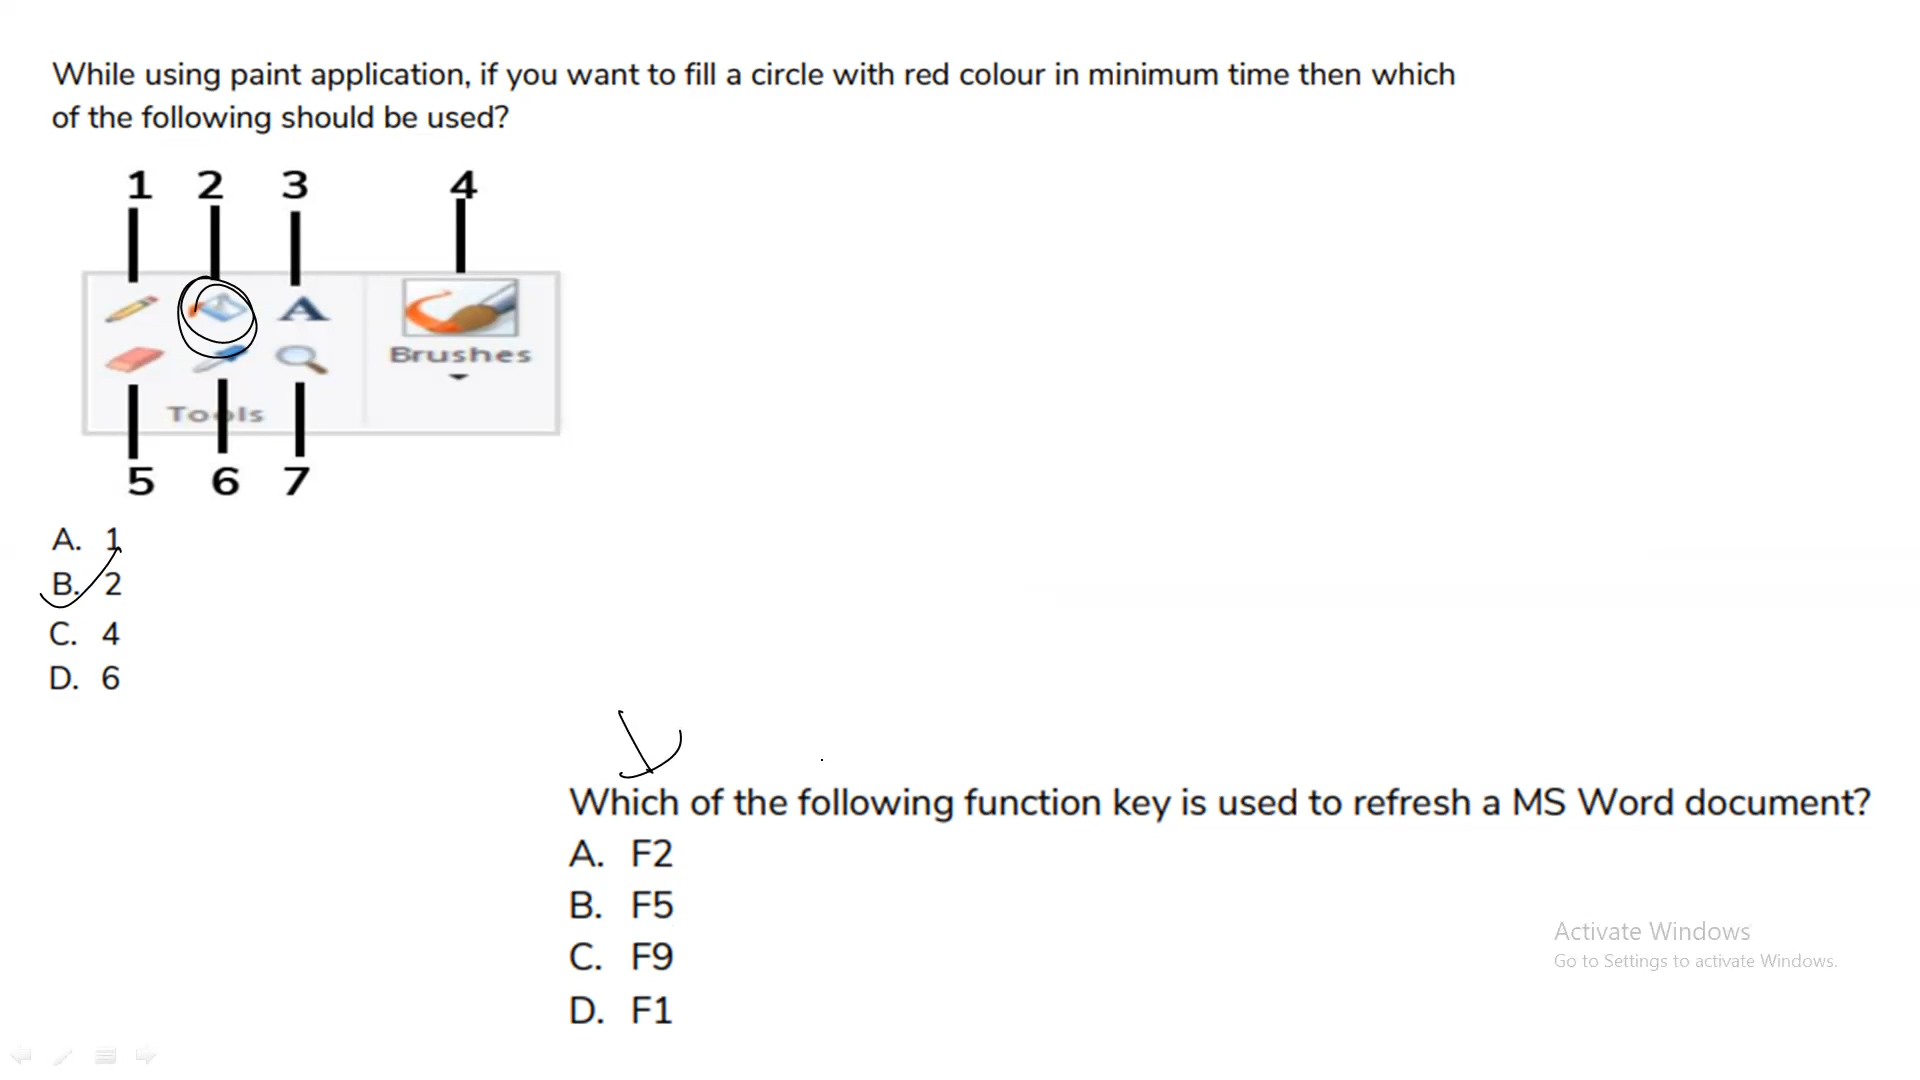 While using paint application, if you want to fill a circle with red colour in minimum time then which
of the following should be used?
1 2 3 4
A
Brushes
Tools
5 6 7
A. 1
B. 2
C. 4
D. 6
Which of the following function key is used to refresh a MS Word document?
A. F2
B. F5
C. F9
D. F1
Activate Windows
Go to Settings to activate Windows.